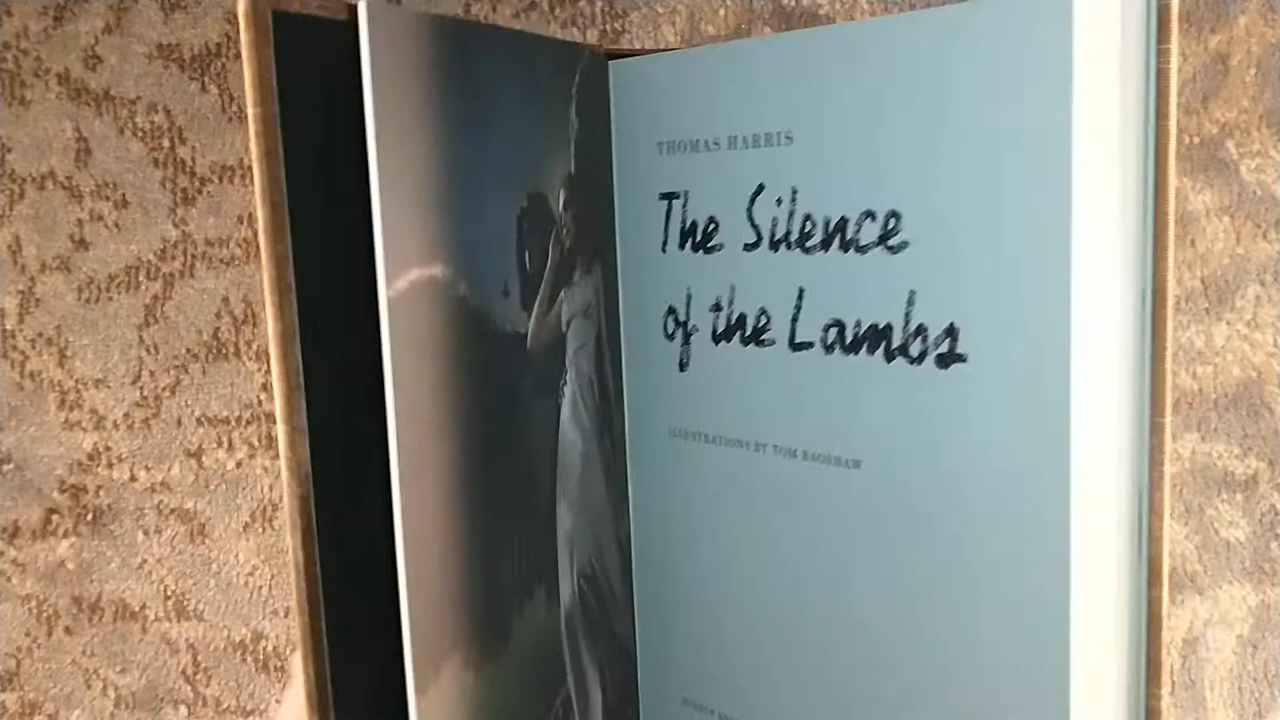 THOMAS HARRIS
The Silence
of the Lambs
ILLUSTRATIONS BY TOM BAGSHAW